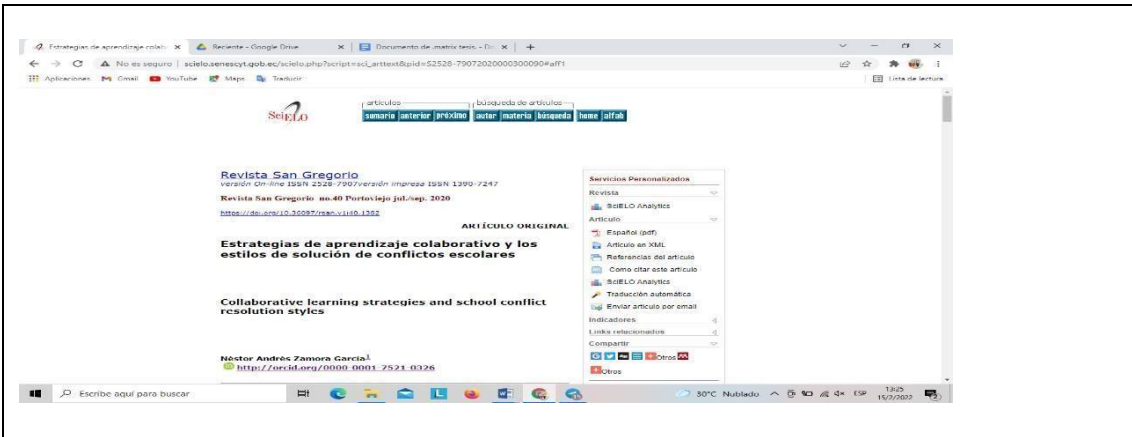 Estrategias de aprendizaje colab
Reciente - Google Drive
Documento de .matrix tesis. - Do
No es seguro | scielo.senescyt.gob.ec/scielo.php?script=sci_arttext&pid=S2528-79072020000300090#aff1
Aplicaciones Gmail YouTube Maps Traducir Lista de lectura
SciELO
artículos búsqueda de artículos
sumario anterior próximo autor materia búsqueda home alfab
Revista San Gregorio
versión On-line ISSN 2528-7907versión impresa ISSN 1390-7247
Revista San Gregorio no.40 Portoviejo jul./sep. 2020
https://doi.org/10.36097/rsan.v1i40.1382
ARTÍCULO ORIGINAL
Estrategias de aprendizaje colaborativo y los
estilos de solución de conflictos escolares
Collaborative learning strategies and school conflict
resolution styles
Néstor Andrés Zamora García1
http://orcid.org/0000-0001-7521-0326
Servicios Personalizados
Revista
SciELO Analytics
Articulo
Español (pdf)
Articulo en XML
Referencias del artículo
Como citar este artículo
SciELO Analytics
Traducción automática
Enviar articulo por email
Indicadores
Links relacionados
Compartir
Otros
Otros
Escribe aquí para buscar
30°C Nublado
ESP
13:25
15/2/2022